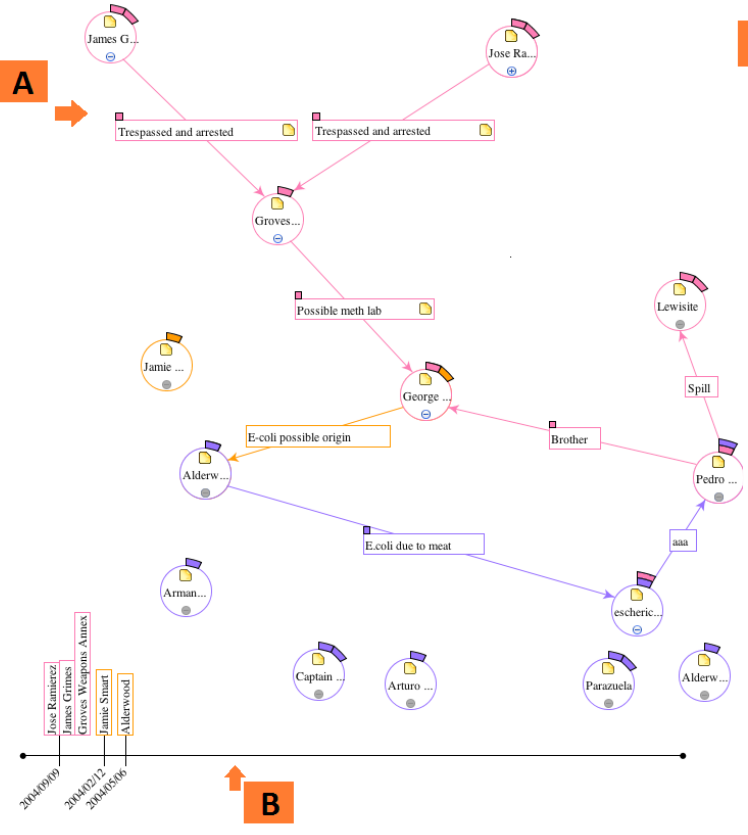 James G...
Jose Ra...
A
Trespassed and arrested
Trespassed and arrested
Groves...
Possible meth lab
Lewisite
Jamie ...
George ...
Spill
E-coli possible origin
Brother
Alderw...
Pedro ...
E.coli due to meat
aaa
Arman...
escheric...
Captain ...
Arturo ...
Parazuela
Alderw...
Jose Ramierez
James Grimes
Groves Weapons Annex
Jamie Smart
Alderwood
2004/09/09
2004/02/12
2004/05/06
B